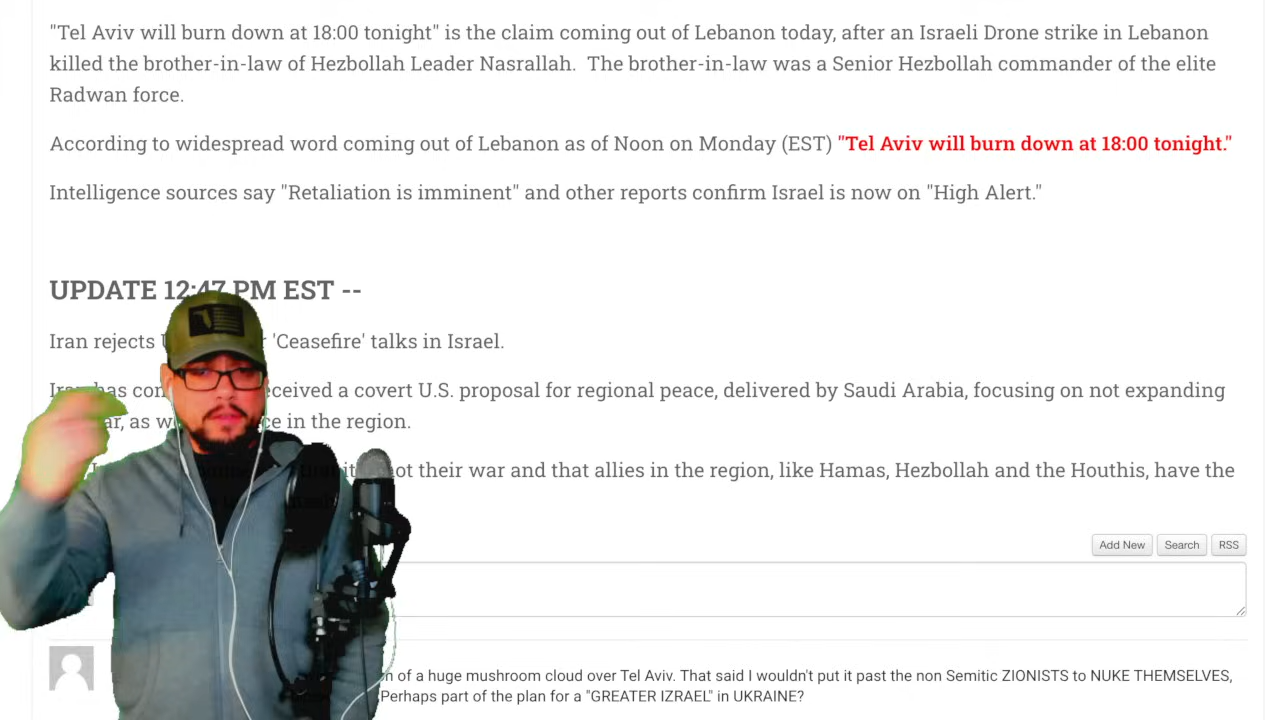 "Tel Aviv will burn down at 18:00 tonight" is the claim coming out of Lebanon today, after an Israeli Drone strike in Lebanon
killed the brother-in-law of Hezbollah Leader Nasrallah. The brother-in-law was a Senior Hezbollah commander of the elite
Radwan force.
According to widespread word coming out of Lebanon as of Noon on Monday (EST) "Tel Aviv will burn down at 18:00 tonight."
Intelligence sources say "Retaliation is imminent" and other reports confirm Israel is now on "High Alert."
UPDATE 12:47 PM EST --
Iran rejects 'Ceasefire' talks in Israel.
has received a covert U.S. proposal for regional peace, delivered by Saudi Arabia, focusing on not expanding
in the region.
not their war and that allies in the region, like Hamas, Hezbollah and the Houthis, have the
Add New Search RSS
of a huge mushroom cloud over Tel Aviv. That said I wouldn't put it past the non Semitic ZIONISTS to NUKE THEMSELVES,
Perhaps part of the plan for a "GREATER IZRAEL" in UKRAINE?